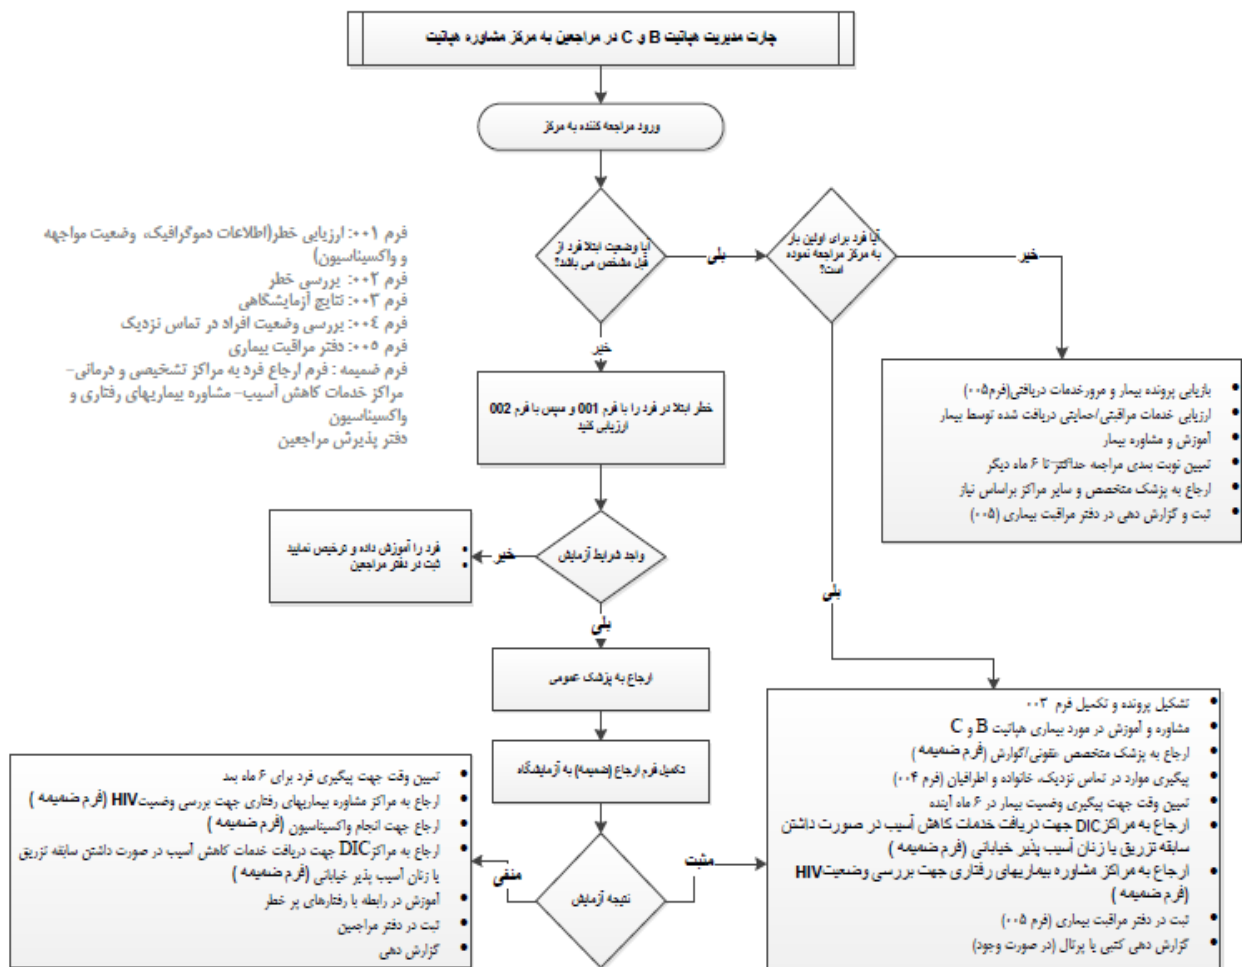 چارت مدیریت هپاتیت B و C در مراجعین به مرکز مشاوره هپاتیت
ورود مراجعه کننده به مرکز
آیا وضعیت ابتلا فرد از
قبل مشخص می باشد؟
بلی
آیا فرد برای اولین بار
به مرکز مراجعه نموده
است؟
خیر
فرم ۰۰۱: ارزیابی خطر(اطلاعات دموگرافیک، وضعیت مواجهه
و واکسیناسیون)
فرم ۰۰۲: بررسی خطر
فرم ۰۰۳: نتایج آزمایشگاهی
فرم ۰۰۴: بررسی وضعیت افراد در تماس نزدیک
فرم ۰۰۵: دفتر مراقبت بیماری
فرم ضمیمه : فرم ارجاع فرد به مراکز تشخیصی و درمانی–
مراکز خدمات کاهش آسیب– مشاوره بیماریهای رفتاری و
واکسیناسیون
دفتر پذیرش مراجعین
خیر
• بازیابی پرونده بیمار و مرورخدمات دریافتی(فرم۰۰۵)
• ارزیابی خدمات مراقبتی/حمایتی دریافت شده توسط بیمار
• آموزش و مشاوره بیمار
• تعیین نوبت بعدی مراجعه حداکثر تا ۶ ماه دیگر
• ارجاع به پزشک متخصص و سایر مراکز براساس نیاز
• ثبت و گزارش دهی در دفتر مراقبت بیماری (۰۰۵)
خطر ابتلا در فرد را با فرم 001 و سپس با فرم 002
ارزیابی کنید
واجد شرایط آزمایش
خیر
• فرد را آموزش داده و ترخیص نمایید
• ثبت در دفتر مراجعین
بلی
بلی
ارجاع به پزشک عمومی
تکمیل فرم ارجاع (ضمیمه) به آزمایشگاه
نتیجه آزمایش
مثبت
منفی
• تشکیل پرونده و تکمیل فرم ۰۰۳
• مشاوره و آموزش در مورد بیماری هپاتیت B و C
• ارجاع به پزشک متخصص عفونی/گوارش (فرم ضمیمه )
• پیگیری موارد در تماس نزدیک، خانواده و اطرافیان (فرم ۰۰۴)
• تعیین وقت جهت پیگیری وضعیت بیمار در ۶ ماه آینده
• ارجاع به مراکزDIC جهت دریافت خدمات کاهش آسیب در صورت داشتن
سابقه تزریق یا زنان آسیب پذیر خیابانی (فرم ضمیمه )
• ارجاع به مراکز مشاوره بیماریهای رفتاری جهت بررسی وضعیتHIV
(فرم ضمیمه )
• ثبت در دفتر مراقبت بیماری (فرم ۰۰۵)
• گزارش دهی کتبی یا پرتال (در صورت وجود)
• تعیین وقت جهت پیگیری فرد برای ۶ ماه بعد
• ارجاع به مراکز مشاوره بیماریهای رفتاری جهت بررسی وضعیتHIV (فرم ضمیمه )
• ارجاع جهت انجام واکسیناسیون (فرم ضمیمه )
• ارجاع به مراکزDIC جهت دریافت خدمات کاهش آسیب در صورت داشتن سابقه تزریق
یا زنان آسیب پذیر خیابانی (فرم ضمیمه )
• آموزش در رابطه با رفتارهای پر خطر
• ثبت در دفتر مراجعین
• گزارش دهی